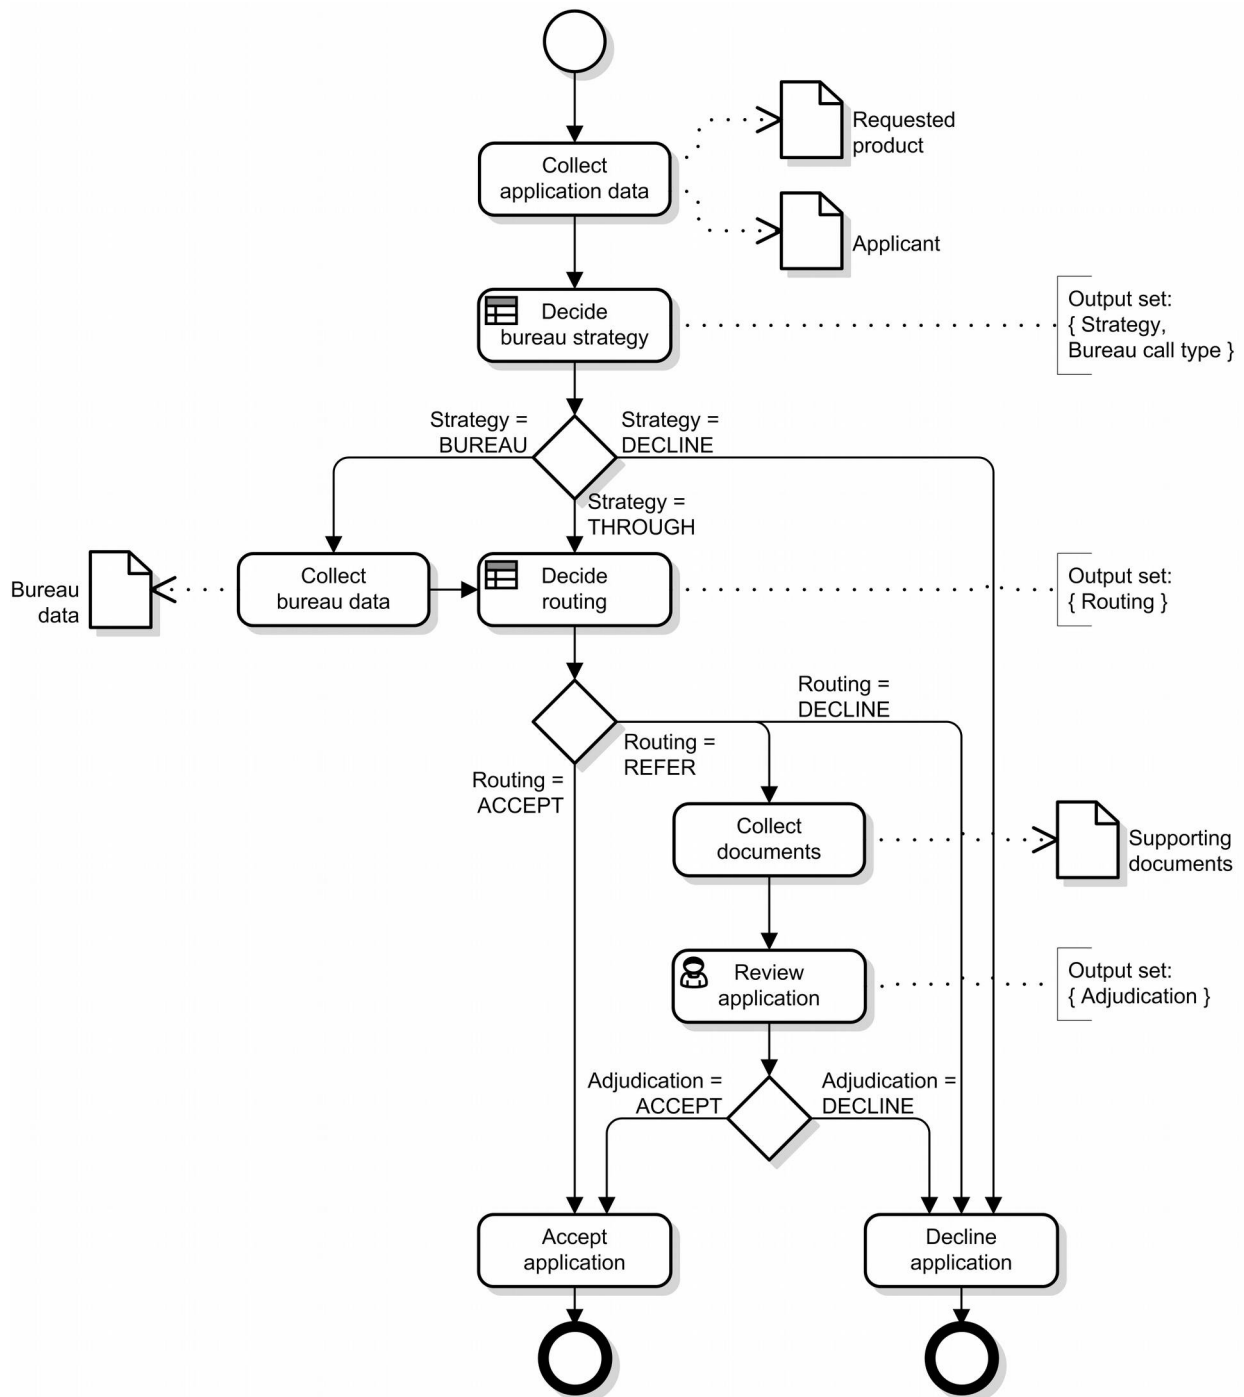 Requested
product
Collect
application data
Applicant
Decide
bureau strategy
Output set:
{ Strategy,
Bureau call type }
Strategy =
BUREAU
Strategy =
DECLINE
Strategy =
THROUGH
Bureau
data
Collect
bureau data
Decide
routing
Output set:
{ Routing }
Routing =
DECLINE
Routing =
REFER
Routing =
ACCEPT
Collect
documents
Supporting
documents
Review
application
Output set:
{ Adjudication }
Adjudication =
ACCEPT
Adjudication =
DECLINE
Accept
application
Decline
application